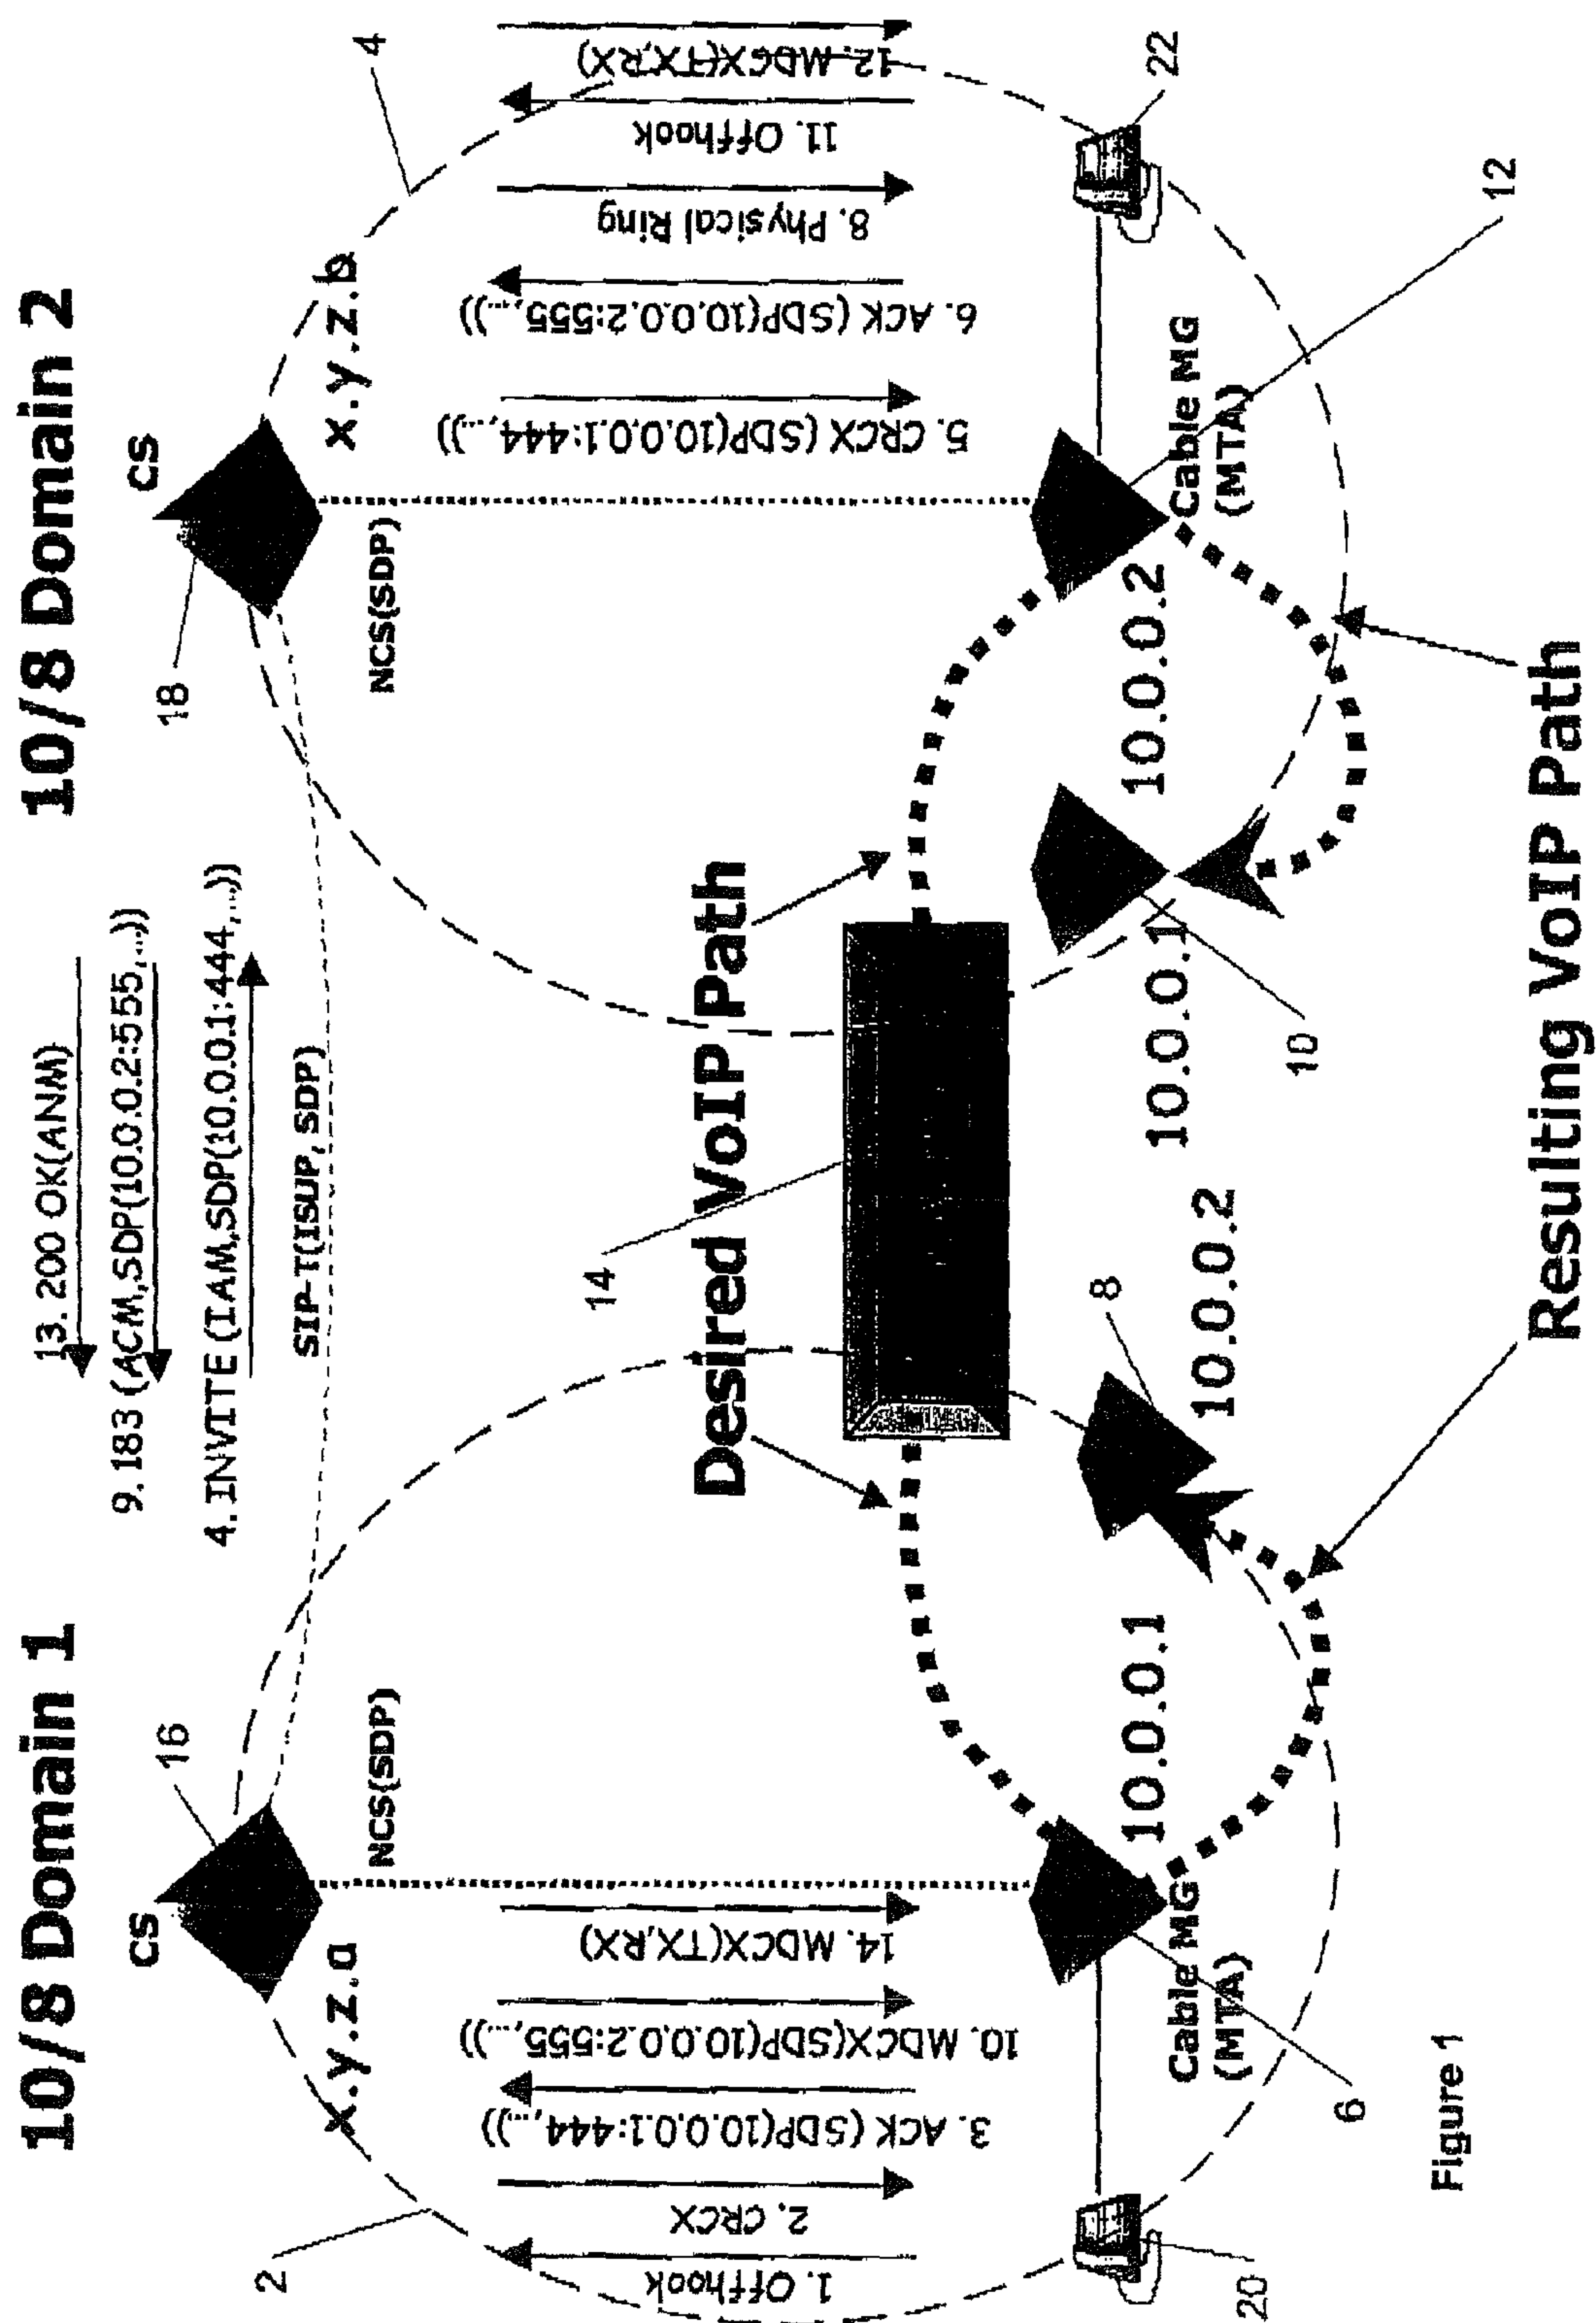 10/8 Domain 1
10/8 Domain 2
13. 200 OK(ANM)
9. 183 (ACM,SDP(10.0.0.2:555,...))
4. INVITE (IAM,SDP(10.0.0.1:444,...))
SIP-T(ISUP, SDP)
CS
16
x.y.z.a
NCS(SDP)
2
1. Offhook
2. CRCX
3. ACK (SDP(10.0.0.1:444,...))
10. MDCX(SDP(10.0.0.2:555,...))
14. MDCX(TX,RX)
CS
18
x.y.z.b
4
NCS(SDP)
5. CRCX (SDP(10.0.0.1:444,...))
6. ACK (SDP(10.0.0.2:555,...))
8. Physical Ring
11. Offhook
12. MDCX(TX,RX)
14
Desired VoIP Path
20
Cable MG
(MTA)
6
10.0.0.1
8
10.0.0.2
10.0.0.1
10
10.0.0.2
Cable MG
(MTA)
12
22
Resulting VoIP Path
Figure 1